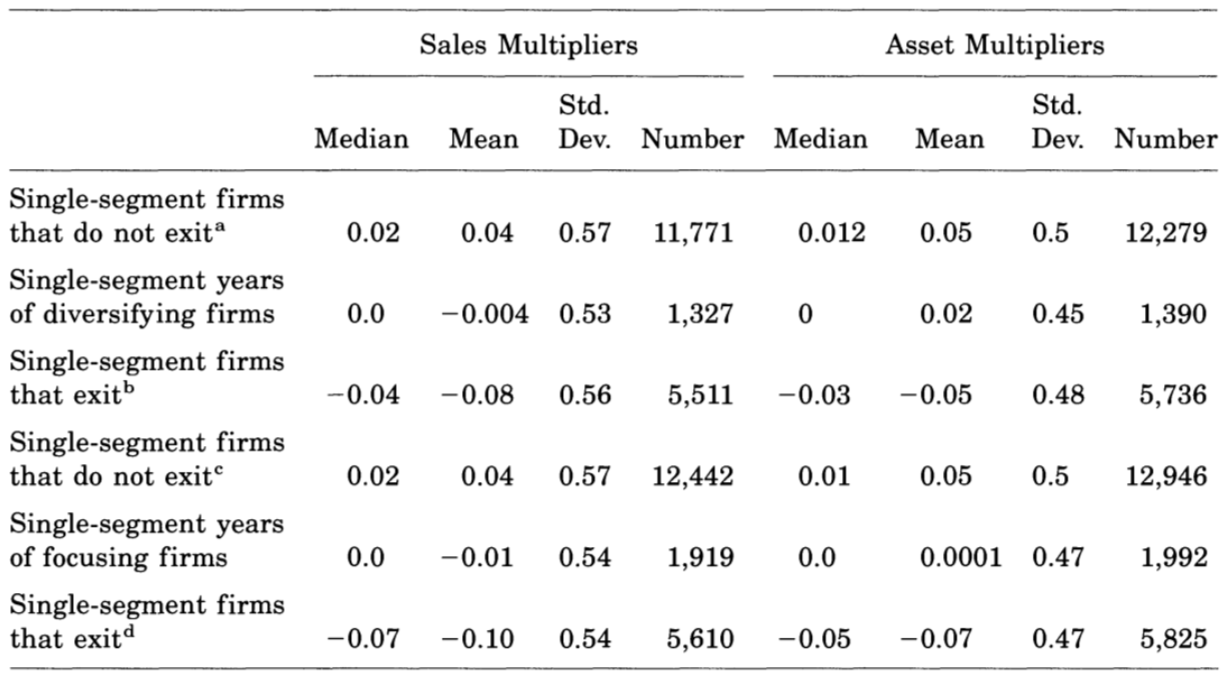 Sales Multipliers Asset Multipliers
Std. Std.
Median Mean Dev. Number Median Mean Dev. Number
Single-segment firms
that do not exitᵃ 0.02 0.04 0.57 11,771 0.012 0.05 0.5 12,279
Single-segment years
of diversifying firms 0.0 −0.004 0.53 1,327 0 0.02 0.45 1,390
Single-segment firms
that exitᵇ −0.04 −0.08 0.56 5,511 −0.03 −0.05 0.48 5,736
Single-segment firms
that do not exitᶜ 0.02 0.04 0.57 12,442 0.01 0.05 0.5 12,946
Single-segment years
of focusing firms 0.0 −0.01 0.54 1,919 0.0 0.0001 0.47 1,992
Single-segment firms
that exitᵈ −0.07 −0.10 0.54 5,610 −0.05 −0.07 0.47 5,825